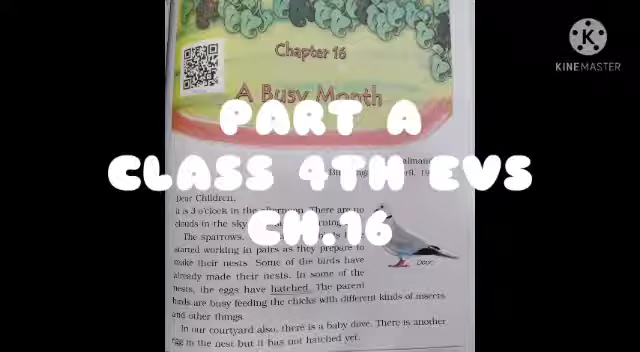 KINEMASTER
Chapter 16
A Busy Month
PART A
CLASS 4TH EVS
CH.16
Dear Children,
It is 3 o'clock in the There are no
clouds in the sky
The sparrows,
started working in pairs as they prepare to
make their nests. Some of the birds have
already made their nests. In some of the
nests, the eggs have hatched. The parent
birds are busy feeding the chicks with different kinds of insects
and other things.
In our courtyard also, there is a baby dove. There is another
egg in the nest but it has not hatched yet.
Dove